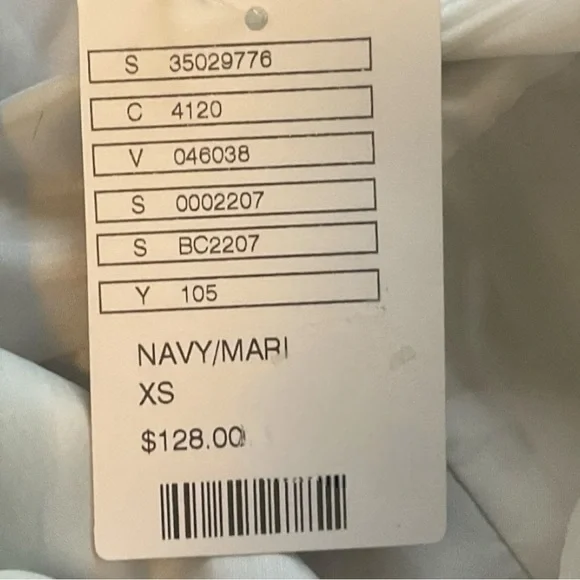 S 35029776
C 4120
V 046038
S 0002207
S BC2207
Y 105
NAVY/MARI
XS
$128.00